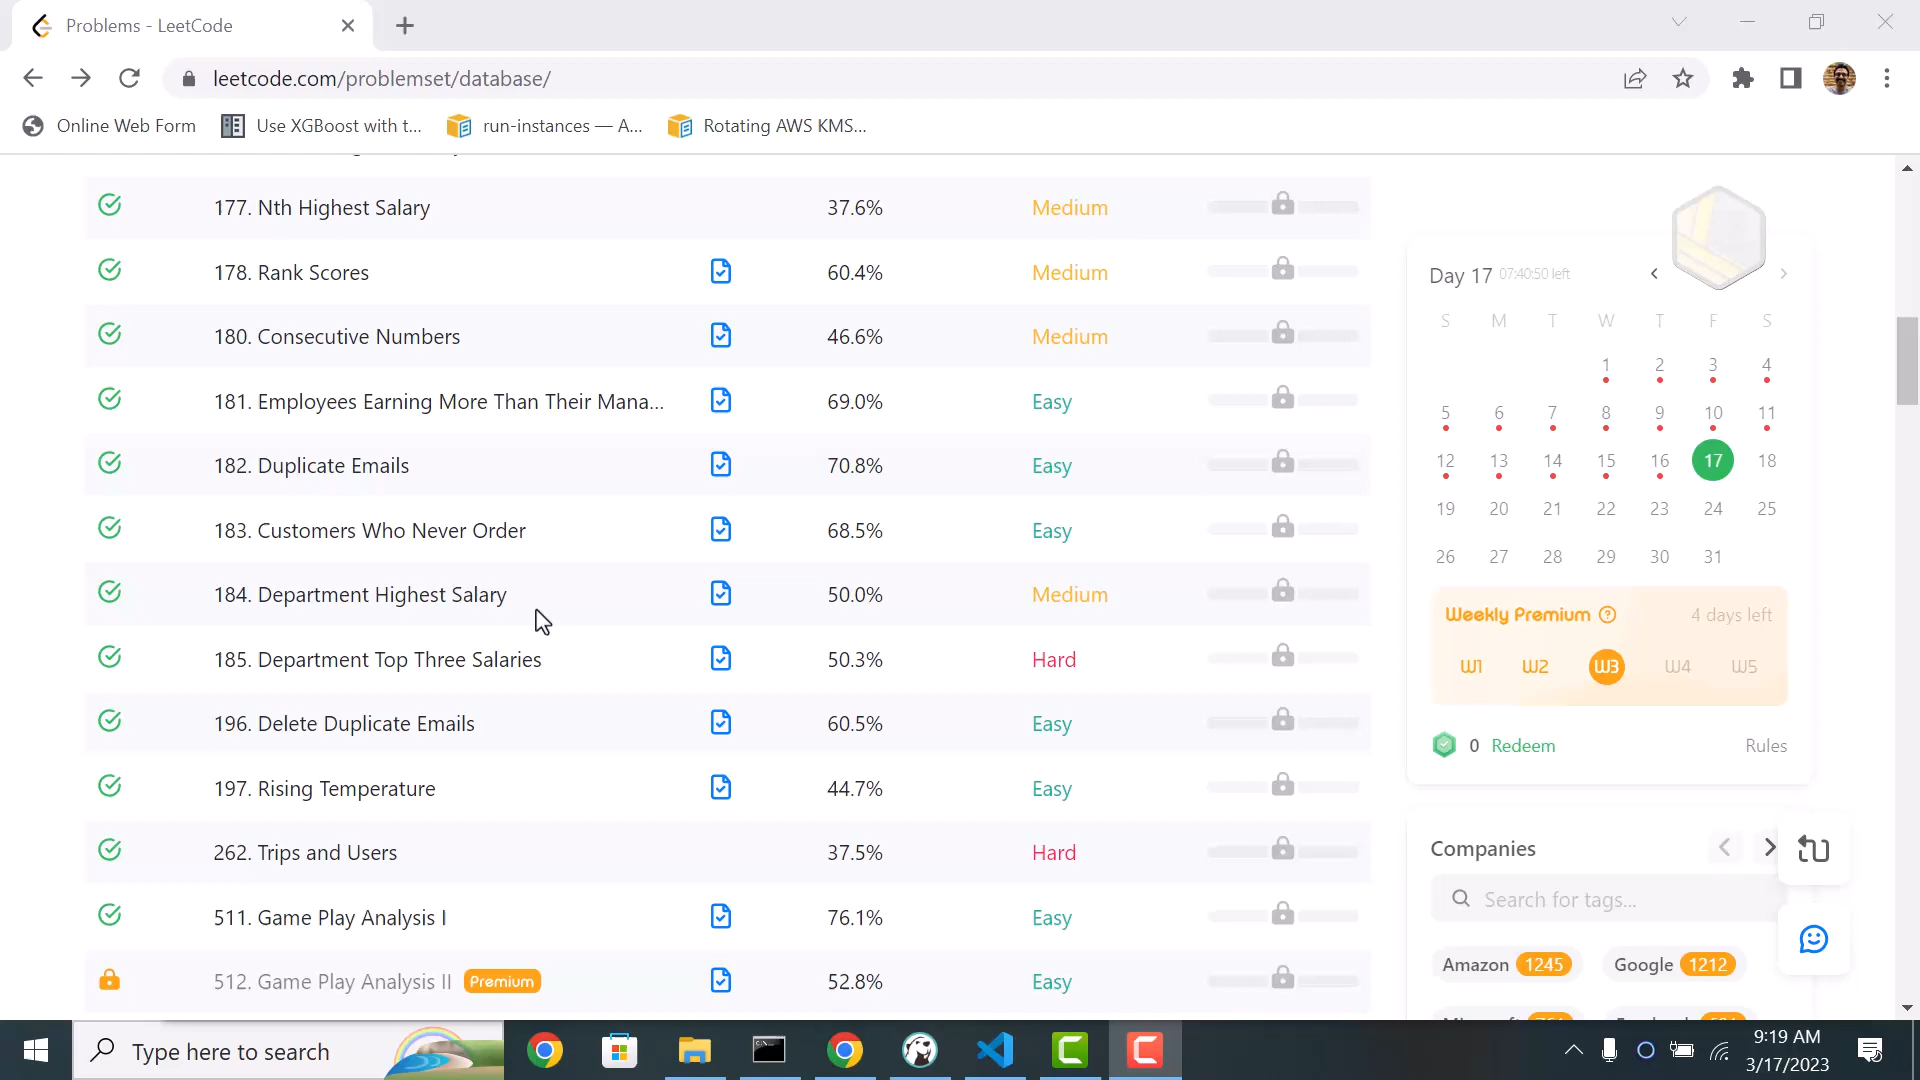 Problems - LeetCode
leetcode.com/problemset/database/
Online Web Form
Use XGBoost with t...
run-instances — A...
Rotating AWS KMS...
177. Nth Highest Salary 37.6% Medium
178. Rank Scores 60.4% Medium
180. Consecutive Numbers 46.6% Medium
181. Employees Earning More Than Their Mana... 69.0% Easy
182. Duplicate Emails 70.8% Easy
183. Customers Who Never Order 68.5% Easy
184. Department Highest Salary 50.0% Medium
185. Department Top Three Salaries 50.3% Hard
196. Delete Duplicate Emails 60.5% Easy
197. Rising Temperature 44.7% Easy
262. Trips and Users 37.5% Hard
511. Game Play Analysis I 76.1% Easy
512. Game Play Analysis II Premium 52.8% Easy
Day 17 07:40:50 left
S M T W T F S
1 2 3 4
5 6 7 8 9 10 11
12 13 14 15 16 17 18
19 20 21 22 23 24 25
26 27 28 29 30 31
Weekly Premium 4 days left
W1 W2 W3 W4 W5
0 Redeem Rules
Companies
Search for tags...
Amazon 1245 Google 1212
Type here to search
9:19 AM
3/17/2023